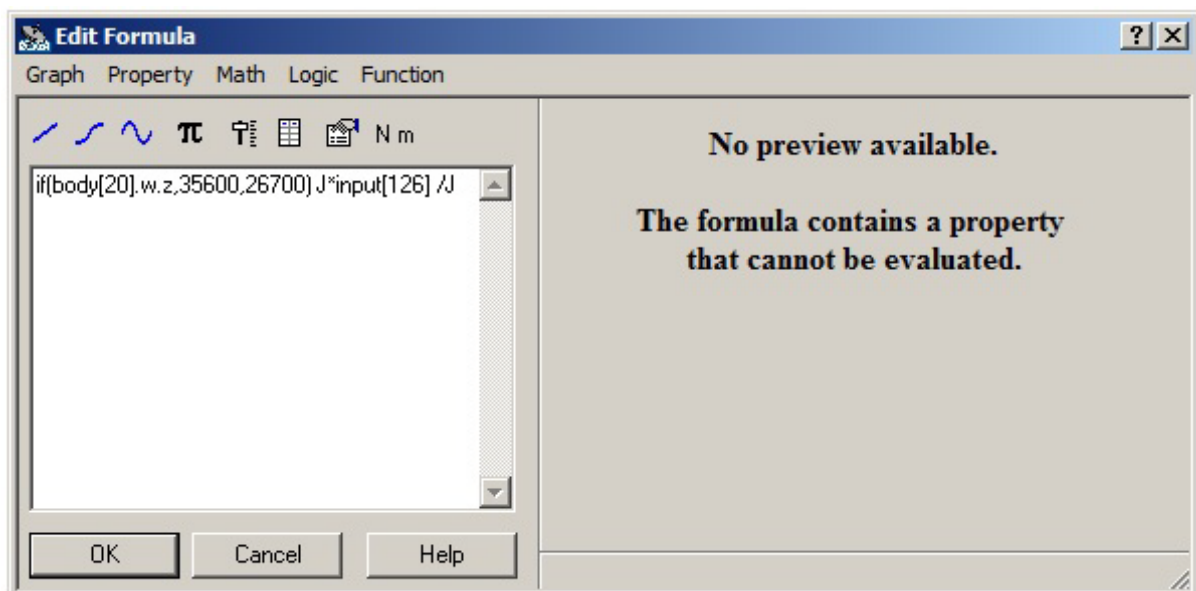 Edit Formula
Graph Property Math Logic Function
π N m
if(body[20].w.z,35600,26700) J*input[126] /J
No preview available.
The formula contains a property
that cannot be evaluated.
OK Cancel Help